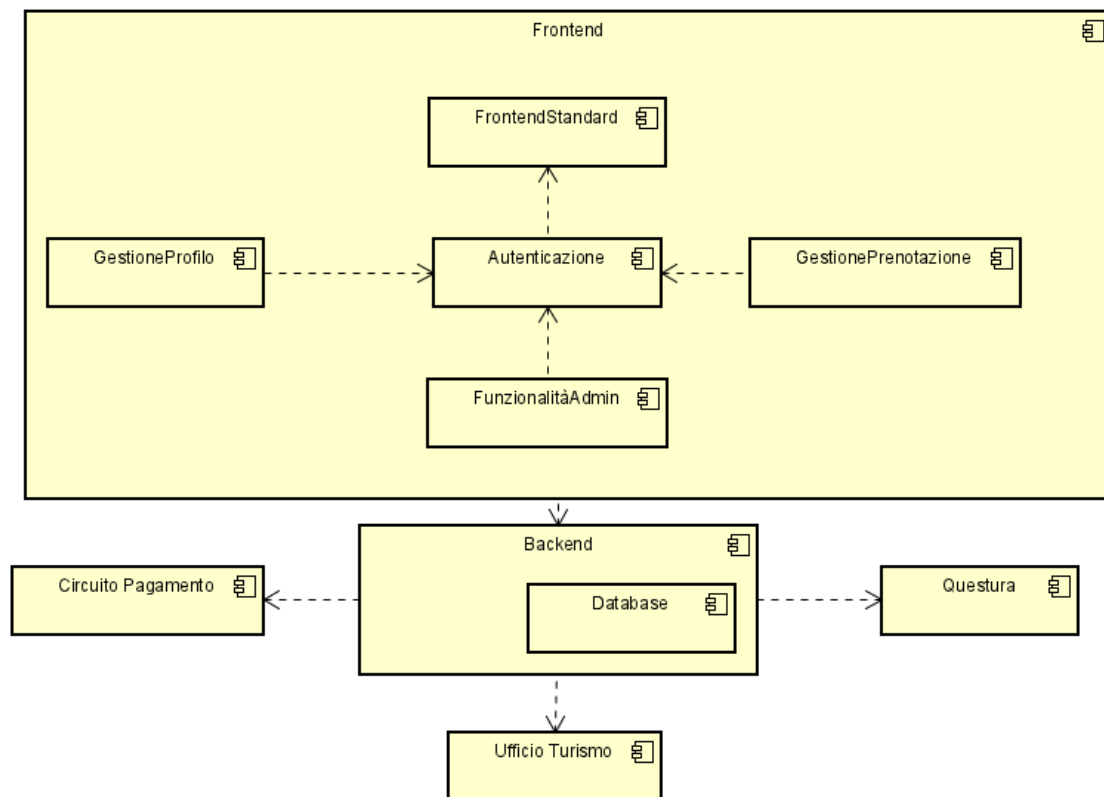 Frontend
FrontendStandard
GestioneProfilo
Autenticazione
GestionePrenotazione
FunzionalitàAdmin
Backend
Circuito Pagamento
Database
Questura
Ufficio Turismo